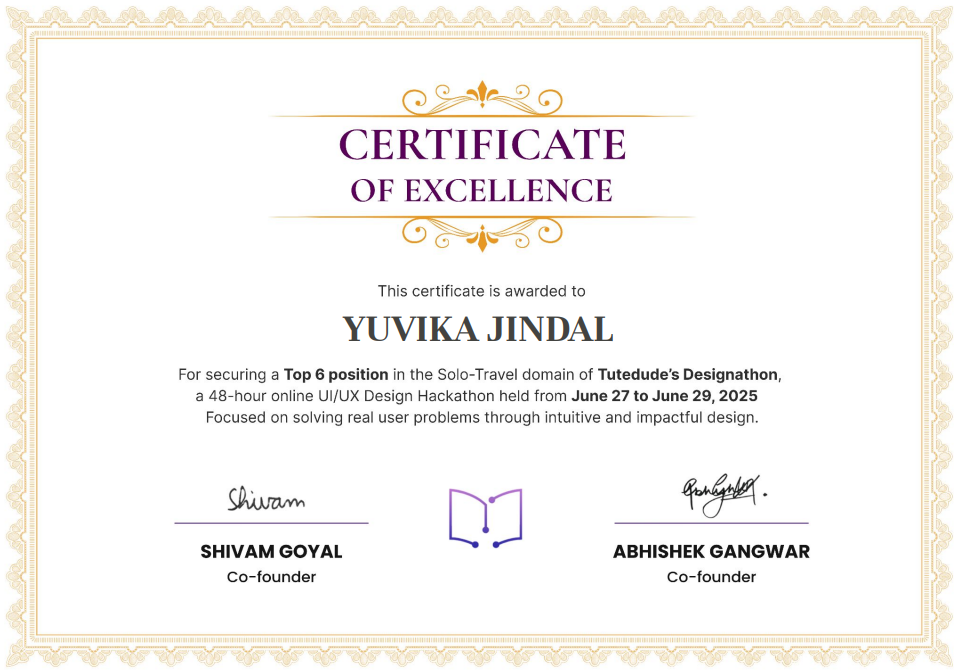 CERTIFICATE
OF EXCELLENCE
This certificate is awarded to
YUVIKA JINDAL
For securing a Top 6 position in the Solo-Travel domain of Tutedude’s Designathon,
a 48-hour online UI/UX Design Hackathon held from June 27 to June 29, 2025
Focused on solving real user problems through intuitive and impactful design.
Shivam
SHIVAM GOYAL
Co-founder
ABHISHEK GANGWAR
Co-founder